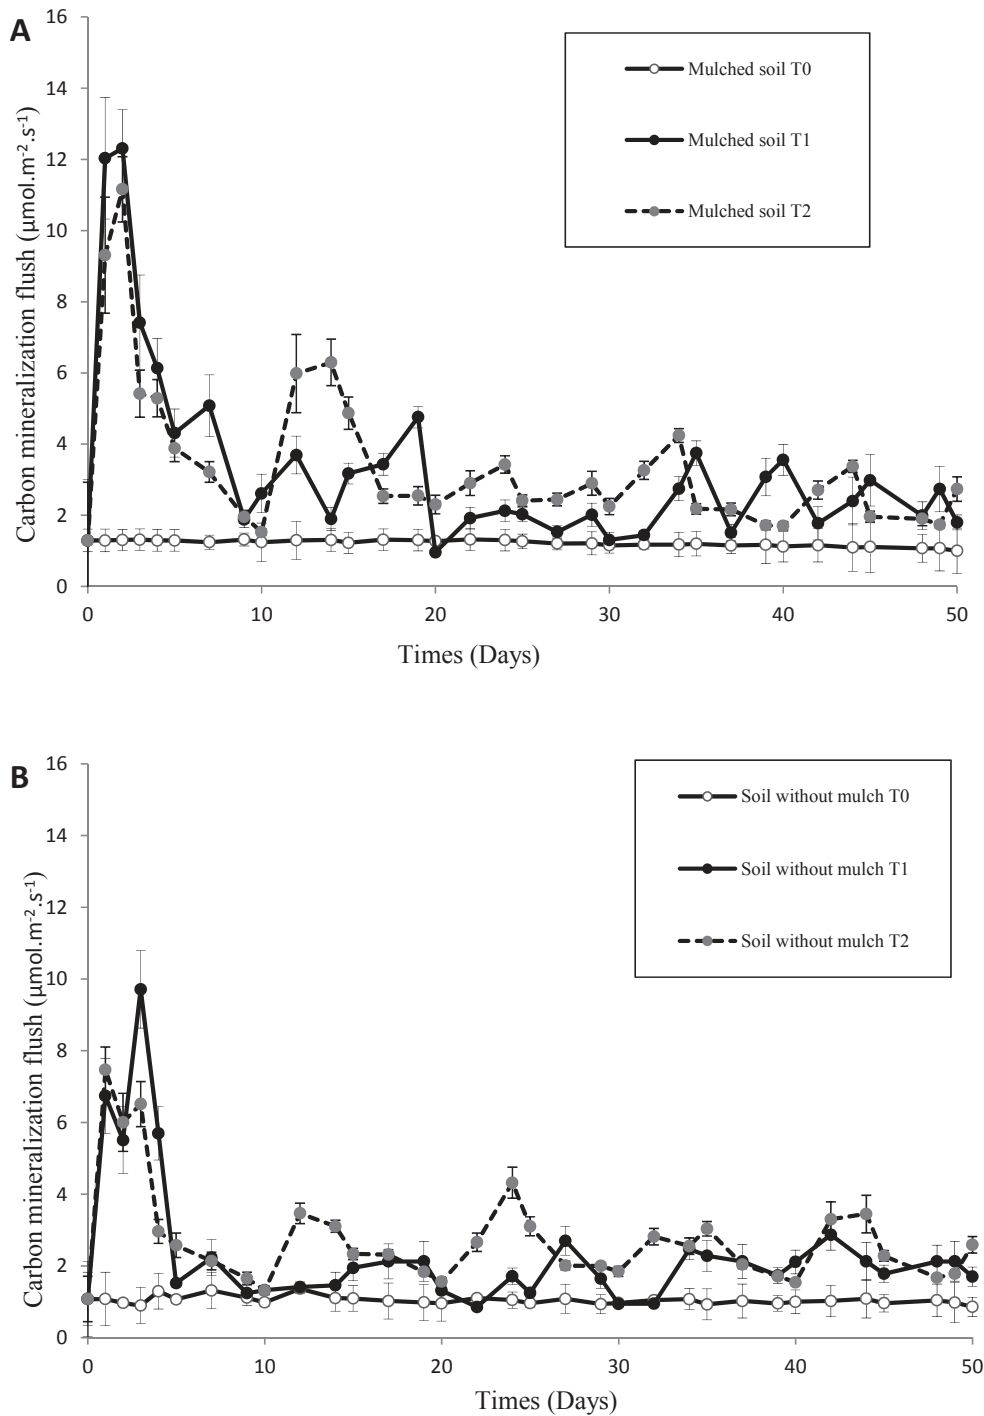 A
Carbon mineralization flush (μmol.m-2.s-1)
16
14
12
10
8
6
4
2
0
Mulched soil T0
Mulched soil T1
Mulched soil T2
0 10 20 30 40 50
Times (Days)
B
Carbon mineralization flush (μmol.m-2.s-1)
16
14
12
10
8
6
4
2
0
Soil without mulch T0
Soil without mulch T1
Soil without mulch T2
0 10 20 30 40 50
Times (Days)